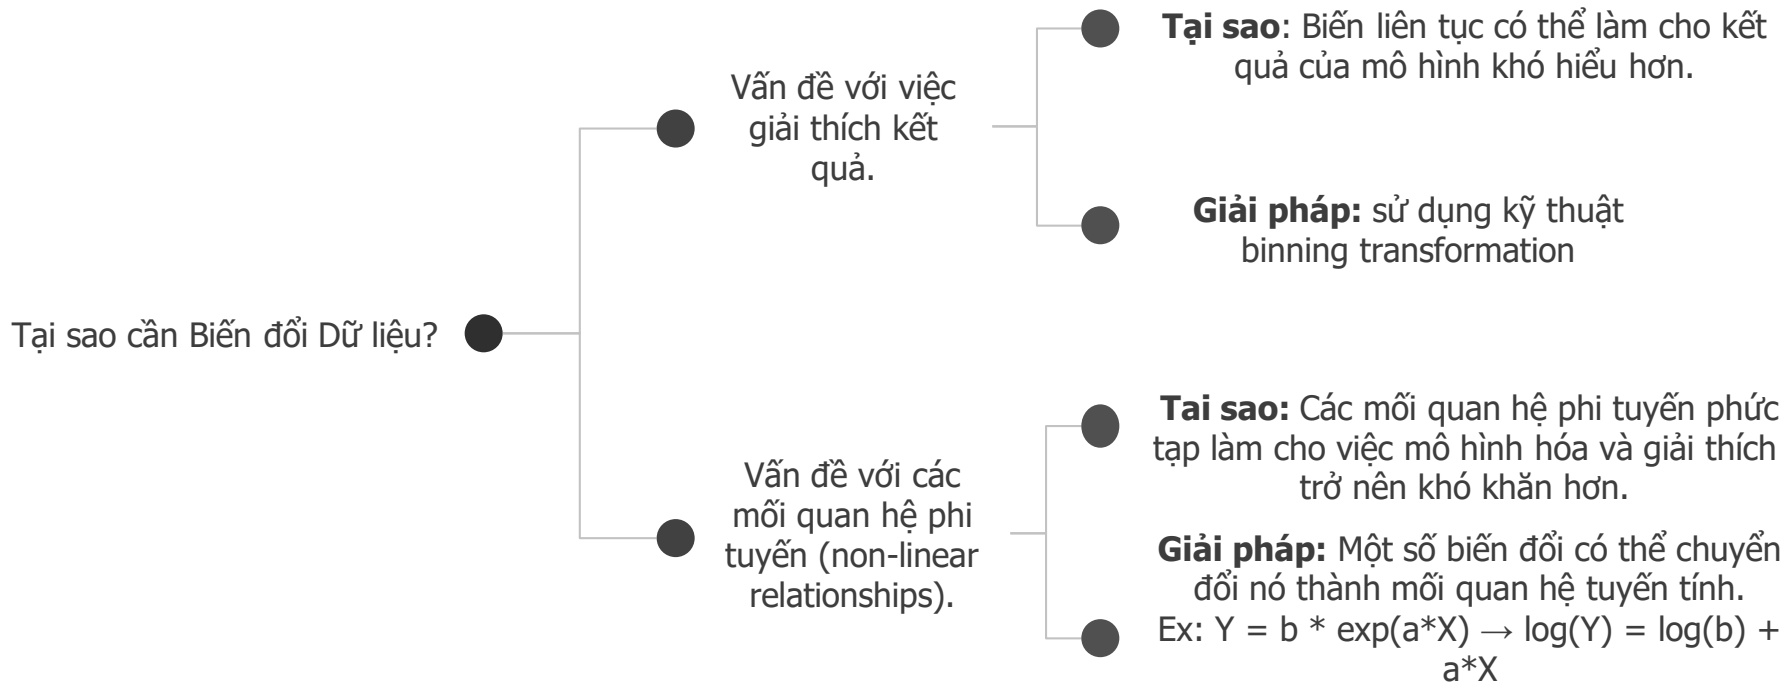 Tại sao cần Biến đổi Dữ liệu?
Vấn đề với việc
giải thích kết
quả.
Tại sao: Biến liên tục có thể làm cho kết
quả của mô hình khó hiểu hơn.
Giải pháp: sử dụng kỹ thuật
binning transformation
Vấn đề với các
mối quan hệ phi
tuyến (non-linear
relationships).
Tai sao: Các mối quan hệ phi tuyến phức
tạp làm cho việc mô hình hóa và giải thích
trở nên khó khăn hơn.
Giải pháp: Một số biến đổi có thể chuyển
đổi nó thành mối quan hệ tuyến tính.
Ex: Y = b * exp(a*X) → log(Y) = log(b) +
a*X